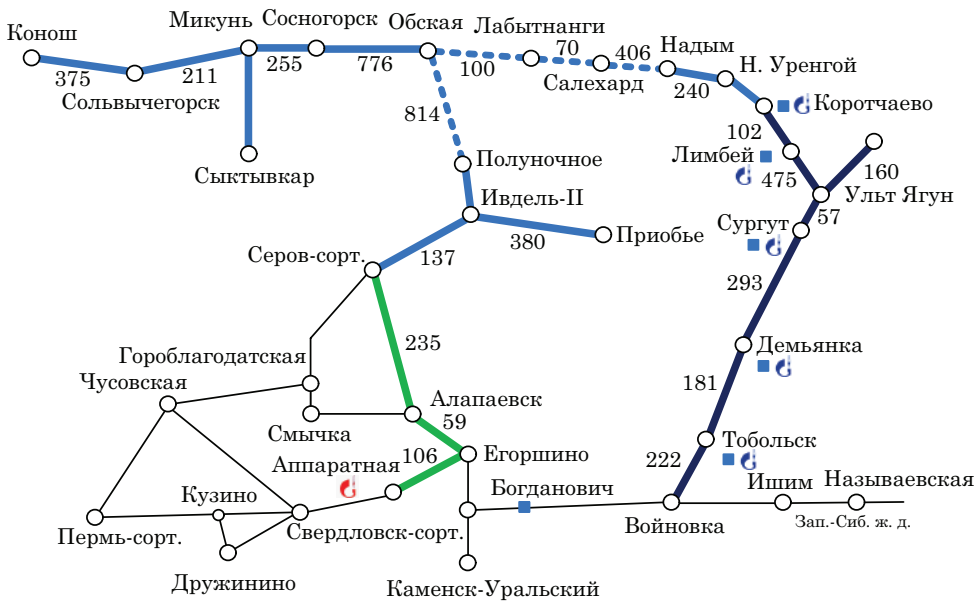 Микунь Сосногорск Обская Лабытнанги
Конош
375 211 255 776 100 70 406 Надым
Сольвычегорск
Салехард
240
Н. Уренгой
Коротчаево
814
102
Лимбей
Сыктывкар
Полуночное
475
160
Ивдель-II
Ульт Ягун
57
Сургут
Приобье
380
137
Серов-сорт.
293
235
Демьянка
Гороблагодатская
Чусовская
181
Алапаевск
59
Смычка
Тобольск
106
Егоршино
Аппаратная
222
Богданович
Ишим
Называевская
Кузино
Свердловск-сорт.
Войновка
Зап.-Сиб. ж. д.
Пермь-сорт.
Дружинино
Каменск-Уральский